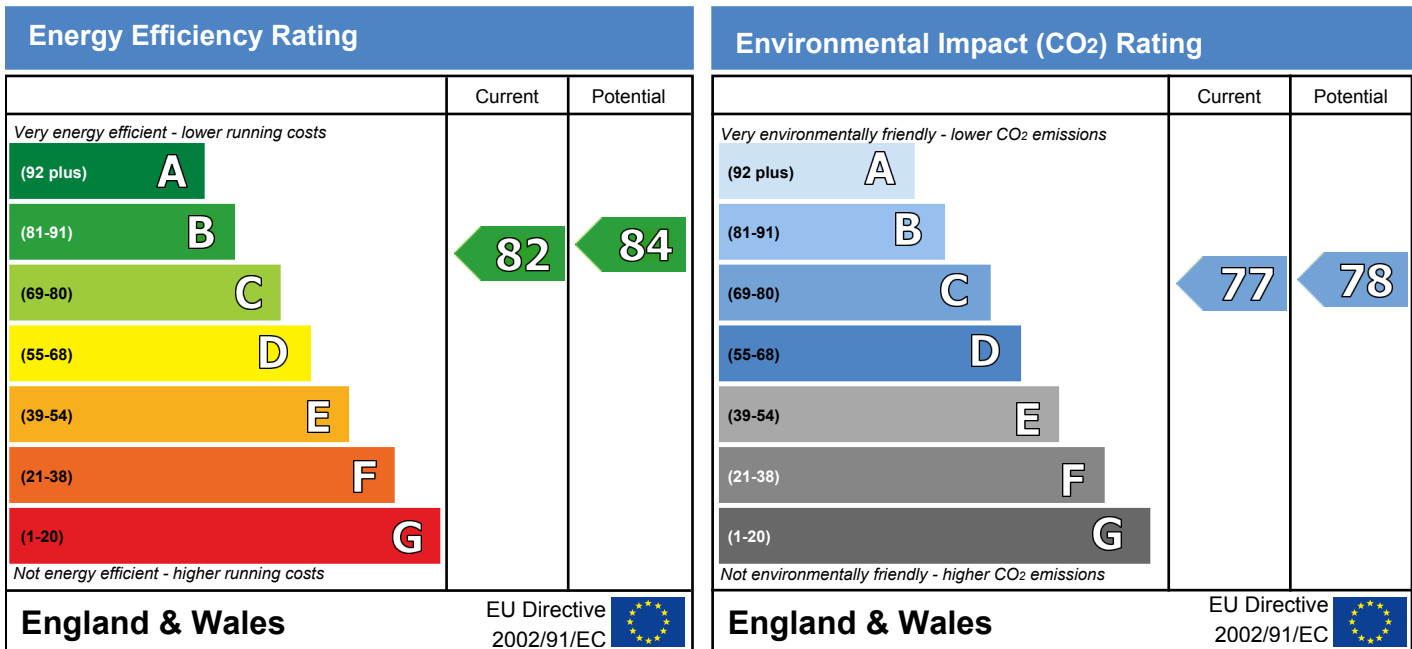 Energy Efficiency Rating
Current Potential
Very energy efficient - lower running costs
(92 plus) A
(81-91) B
(69-80) C
(55-68) D
(39-54) E
(21-38) F
(1-20) G
82 84
Not energy efficient - higher running costs
England & Wales
EU Directive
2002/91/EC
Environmental Impact (CO2) Rating
Current Potential
Very environmentally friendly - lower CO2 emissions
(92 plus) A
(81-91) B
(69-80) C
(55-68) D
(39-54) E
(21-38) F
(1-20) G
77 78
Not environmentally friendly - higher CO2 emissions
England & Wales
EU Directive
2002/91/EC